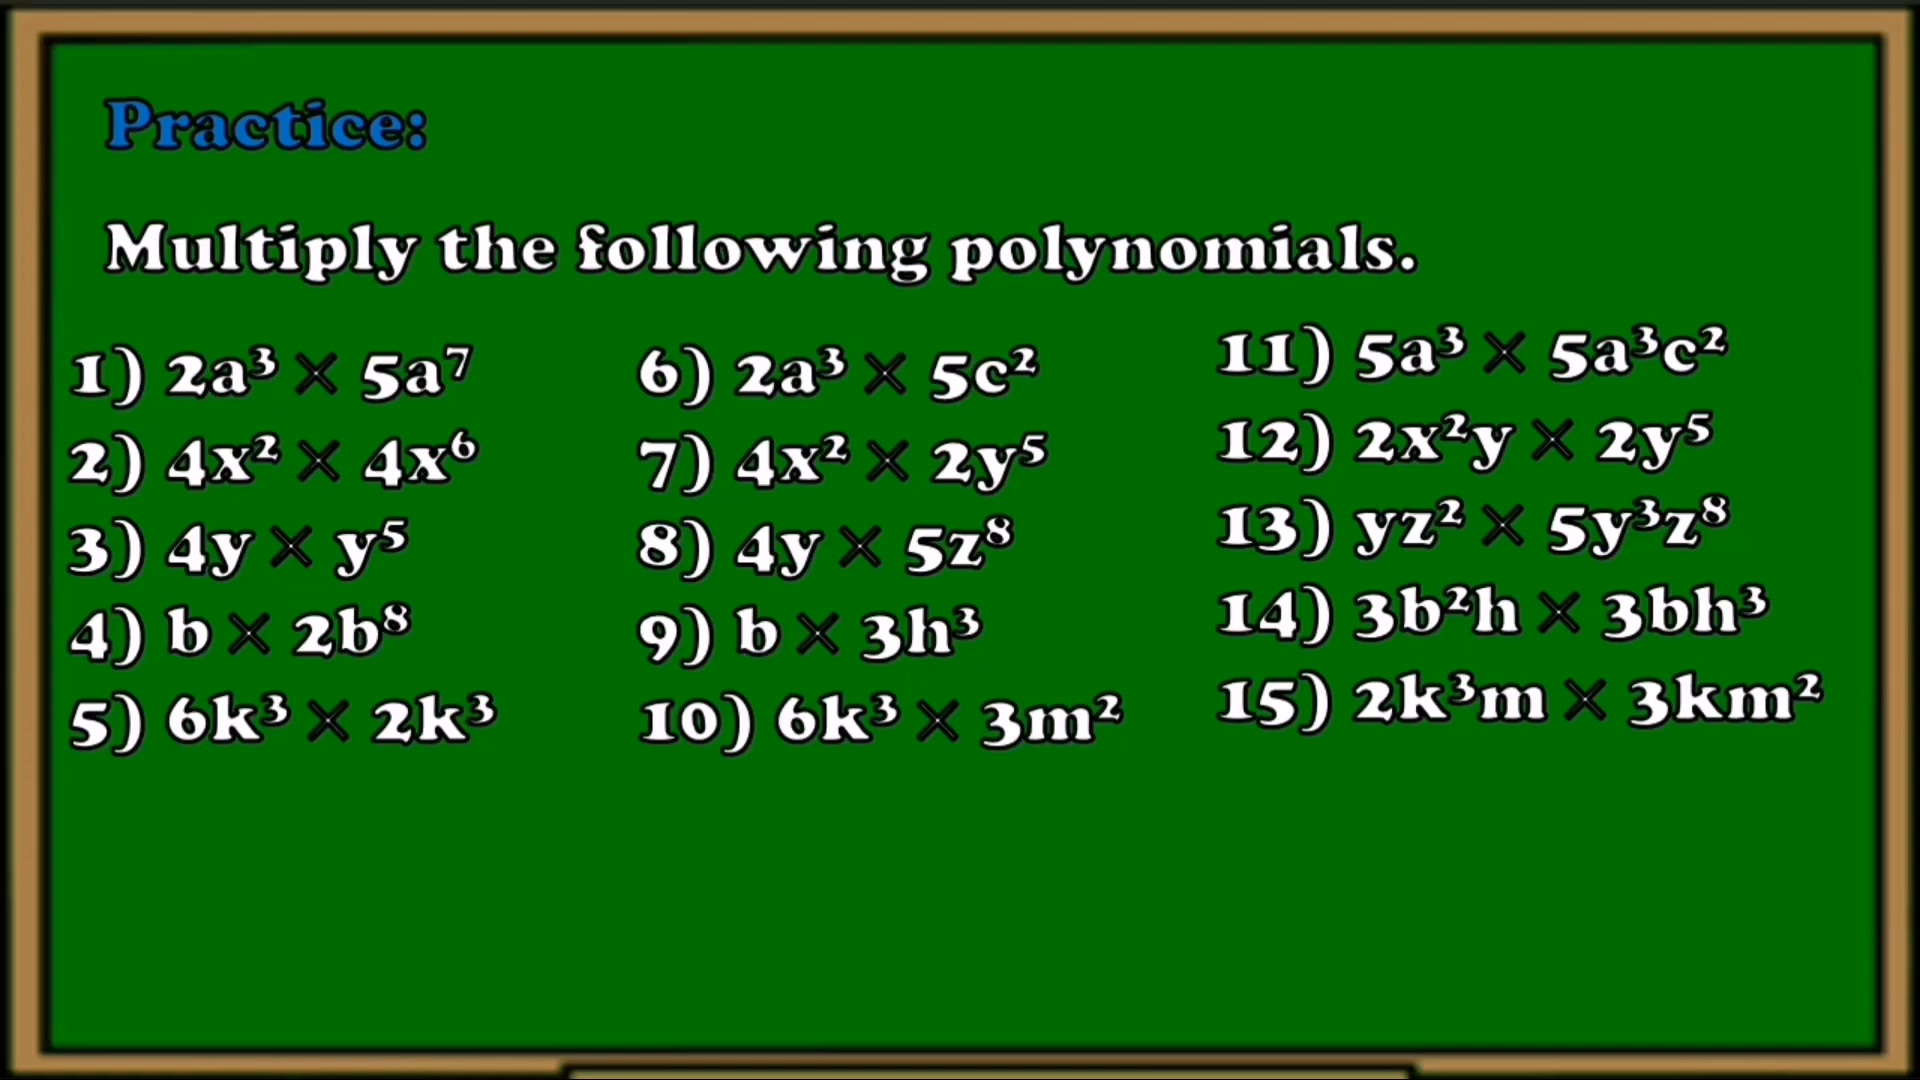 Practice:
Multiply the following polynomials.
1) 2a³ × 5a⁷
2) 4x² × 4x⁶
3) 4y × y⁵
4) b × 2b⁸
5) 6k³ × 2k³
6) 2a³ × 5c²
7) 4x² × 2y⁵
8) 4y × 5z⁸
9) b × 3h³
10) 6k³ × 3m²
11) 5a³ × 5a³c²
12) 2x²y × 2y⁵
13) yz² × 5y³z⁸
14) 3b²h × 3bh³
15) 2k³m × 3km²